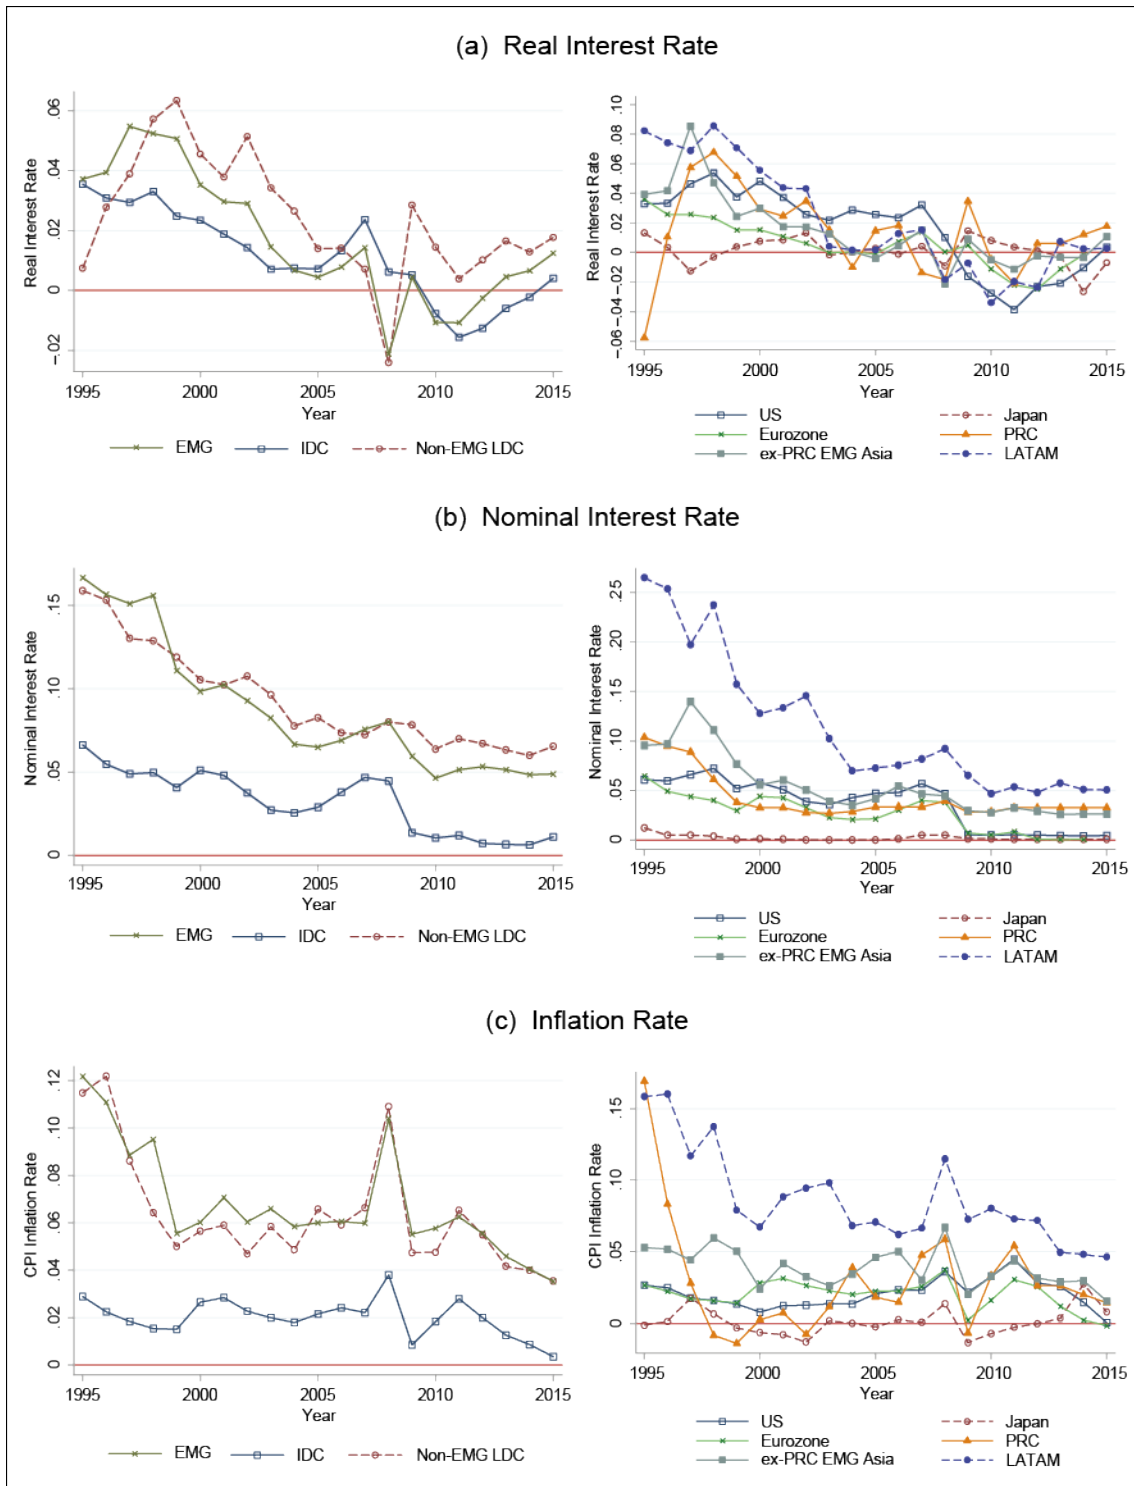 (a) Real Interest Rate
Real Interest Rate
.06
.04
.02
0
-.02
1995 2000 2005 2010 2015
Year
EMG IDC Non-EMG LDC
Real Interest Rate
.10
.08
.06
.04
.02
0
-.02
-.04
-.06
1995 2000 2005 2010 2015
Year
US Japan
Eurozone PRC
ex-PRC EMG Asia LATAM
(b) Nominal Interest Rate
Nominal Interest Rate
.15
.10
.05
0
1995 2000 2005 2010 2015
Year
EMG IDC Non-EMG LDC
Nominal Interest Rate
.25
.20
.15
.10
.05
0
1995 2000 2005 2010 2015
Year
US Japan
Eurozone PRC
ex-PRC EMG Asia LATAM
(c) Inflation Rate
CPI Inflation Rate
.12
.10
.08
.06
.04
.02
0
1995 2000 2005 2010 2015
Year
EMG IDC Non-EMG LDC
CPI Inflation Rate
.15
.10
.05
0
1995 2000 2005 2010 2015
Year
US Japan
Eurozone PRC
ex-PRC EMG Asia LATAM